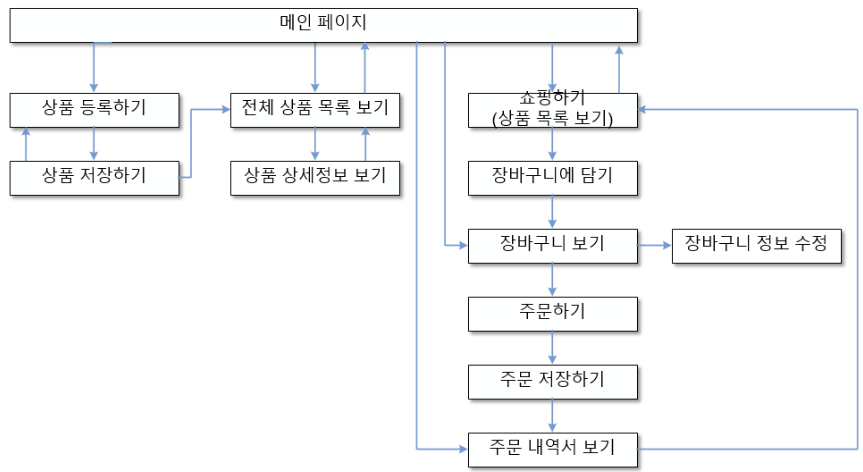 메인 페이지
상품 등록하기
전체 상품 목록 보기
쇼핑하기
(상품 목록 보기)
상품 저장하기
상품 상세정보 보기
장바구니에 담기
장바구니 보기
장바구니 정보 수정
주문하기
주문 저장하기
주문 내역서 보기